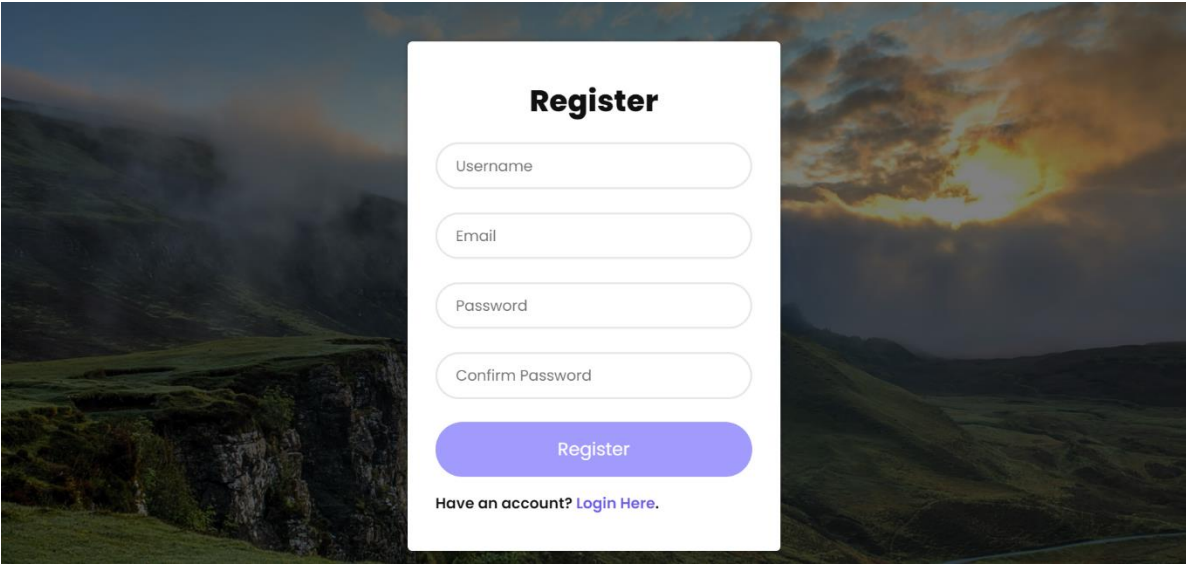 Register
Username
Email
Password
Confirm Password
Register
Have an account? Login Here.